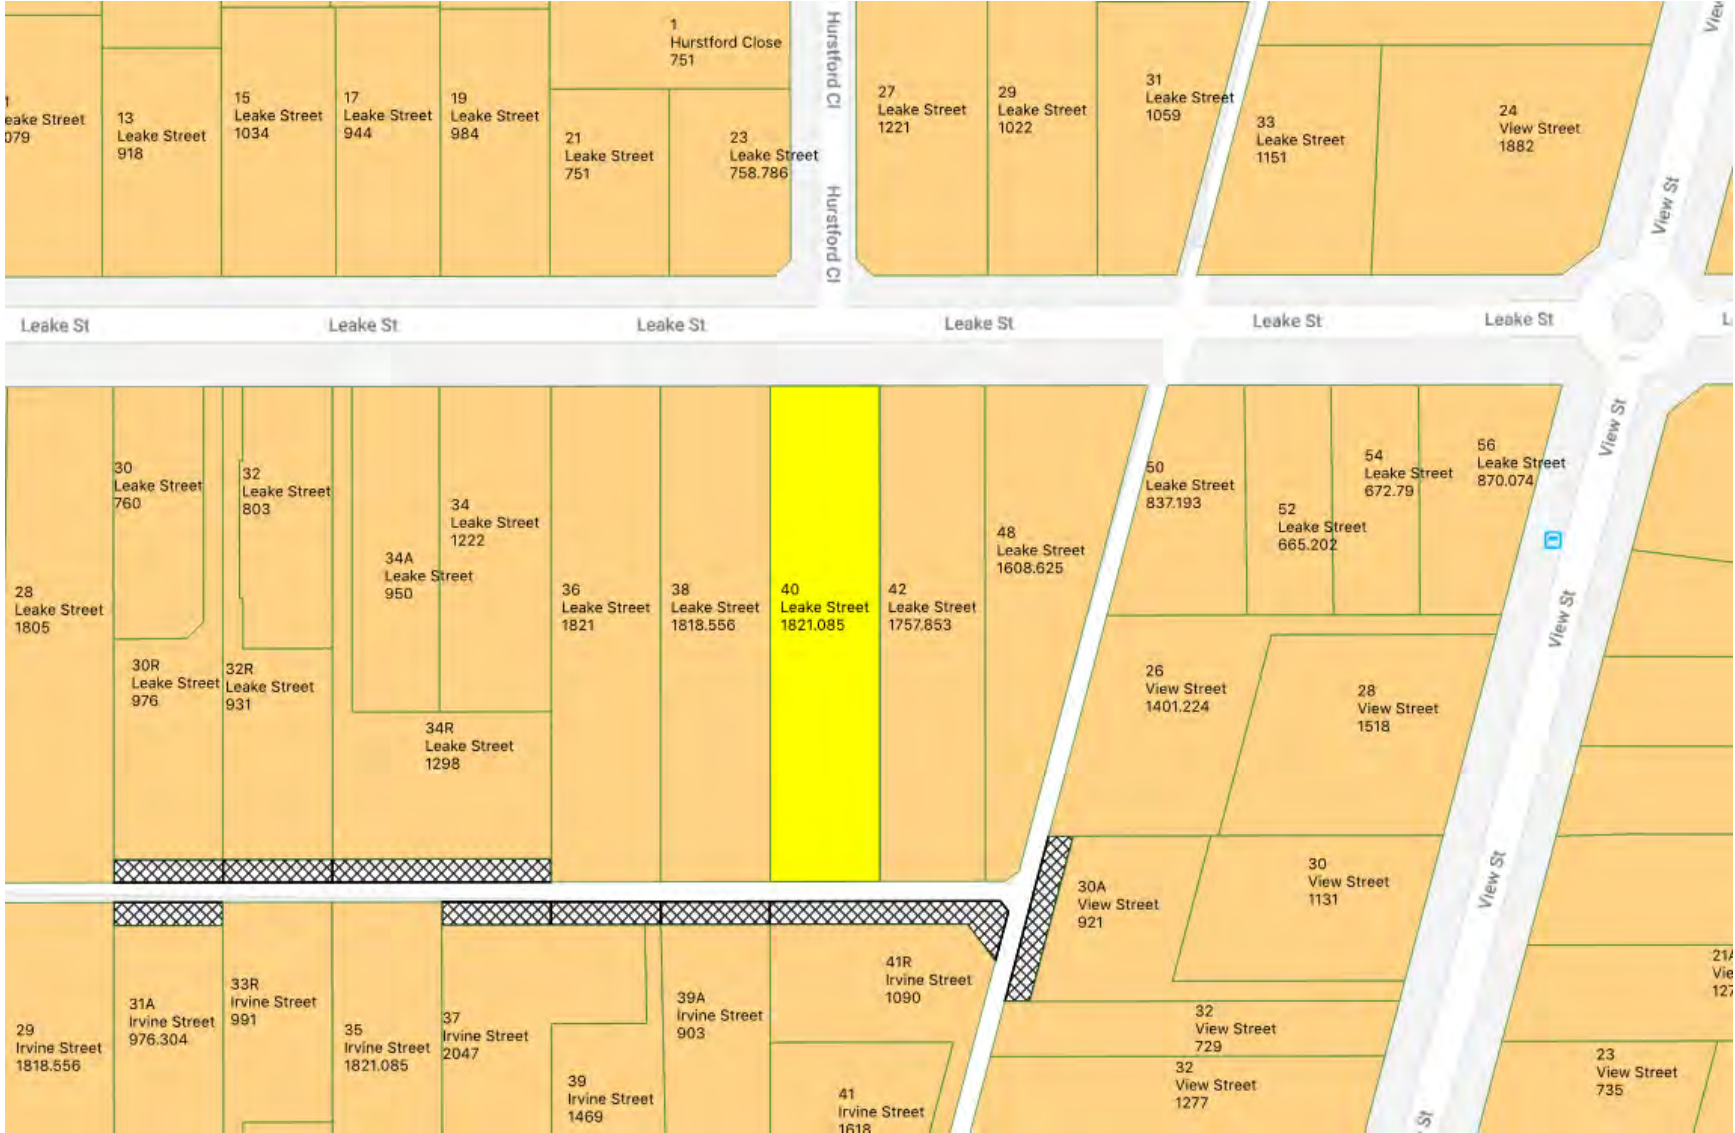 1
Hurstford Close
751
Hurstford Cl
View
eake Street
079
13
Leake Street
918
15
Leake Street
1034
17
Leake Street
944
19
Leake Street
984
21
Leake Street
751
23
Leake Street
758.786
27
Leake Street
1221
29
Leake Street
1022
31
Leake Street
1059
33
Leake Street
1151
24
View Street
1882
Hurstford Cl
View St
Leake St
Leake St
Leake St
Leake St
Leake St
Leake St
L
28
Leake Street
1805
30
Leake Street
760
32
Leake Street
803
34A
Leake Street
950
34
Leake Street
1222
36
Leake Street
1821
38
Leake Street
1818.556
40
Leake Street
1821.085
42
Leake Street
1757.853
48
Leake Street
1608.625
50
Leake Street
837.193
52
Leake Street
665.202
54
Leake Street
672.79
56
Leake Street
870.074
View St
View St
30R
Leake Street
976
32R
Leake Street
931
34R
Leake Street
1298
26
View Street
1401.224
28
View Street
1518
30A
View Street
921
30
View Street
1131
View St
29
Irvine Street
1818.556
31A
Irvine Street
976.304
33R
Irvine Street
991
35
Irvine Street
1821.085
37
Irvine Street
2047
39
Irvine Street
1469
39A
Irvine Street
903
41R
Irvine Street
1090
41
Irvine Street
1618
32
View Street
729
32
View Street
1277
21A
Vie
127
23
View Street
735
St